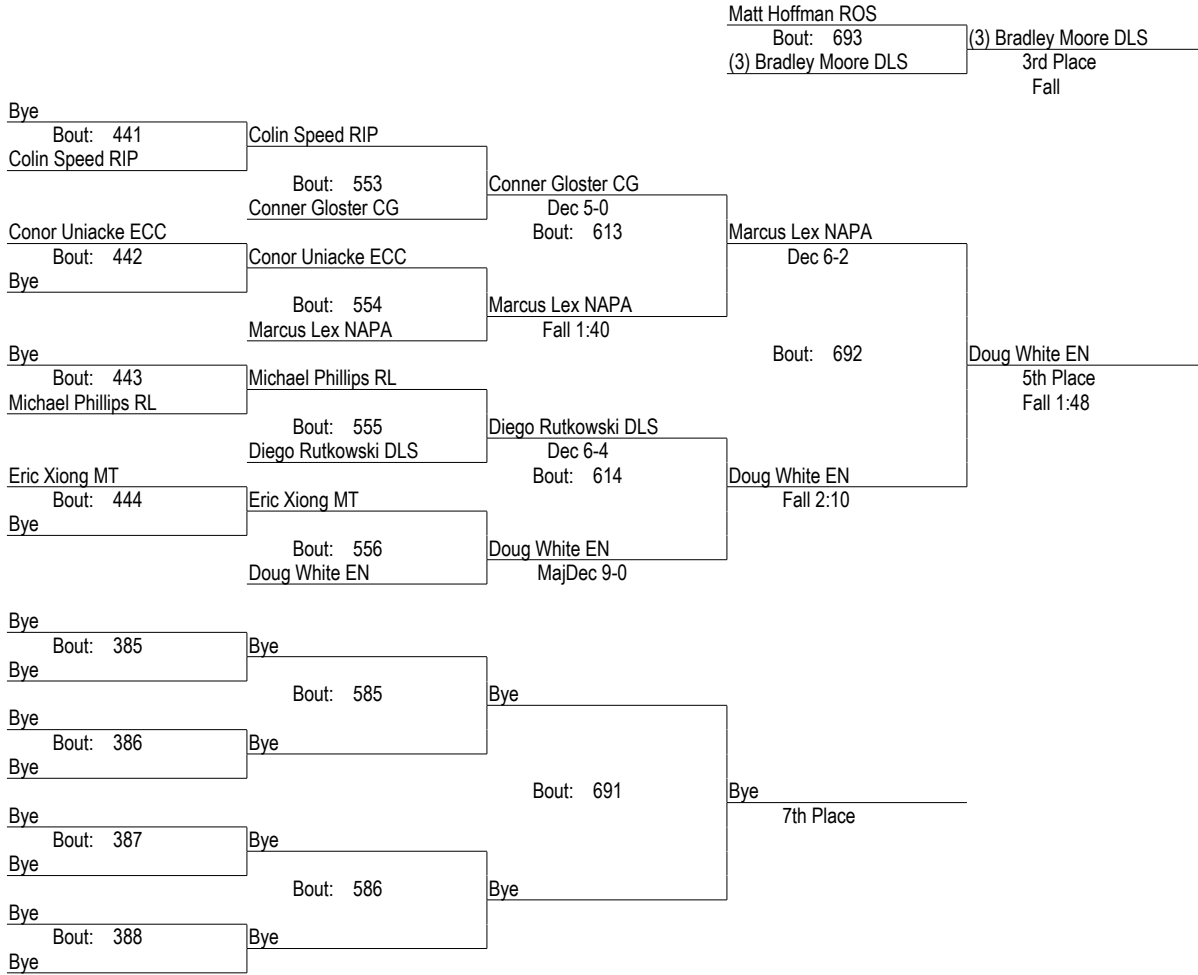 Matt Hoffman ROS
Bout: 693
(3) Bradley Moore DLS
(3) Bradley Moore DLS
3rd Place
Fall
Bye
Bout: 441
Colin Speed RIP
Colin Speed RIP
Bout: 553
Conner Gloster CG
Conner Gloster CG
Dec 5-0
Bout: 613
Conor Uniacke ECC
Bout: 442
Bye
Conor Uniacke ECC
Bout: 554
Marcus Lex NAPA
Marcus Lex NAPA
Fall 1:40
Marcus Lex NAPA
Dec 6-2
Bout: 692
Doug White EN
5th Place
Fall 1:48
Bye
Bout: 443
Michael Phillips RL
Michael Phillips RL
Bout: 555
Diego Rutkowski DLS
Diego Rutkowski DLS
Dec 6-4
Bout: 614
Doug White EN
Fall 2:10
Eric Xiong MT
Bout: 444
Bye
Eric Xiong MT
Bout: 556
Doug White EN
Doug White EN
MajDec 9-0
Bye
Bout: 385
Bye
Bye
Bout: 585
Bye
Bye
Bout: 386
Bye
Bye
Bout: 691
Bye
7th Place
Bye
Bout: 387
Bye
Bye
Bout: 586
Bye
Bye
Bout: 388
Bye
Bye